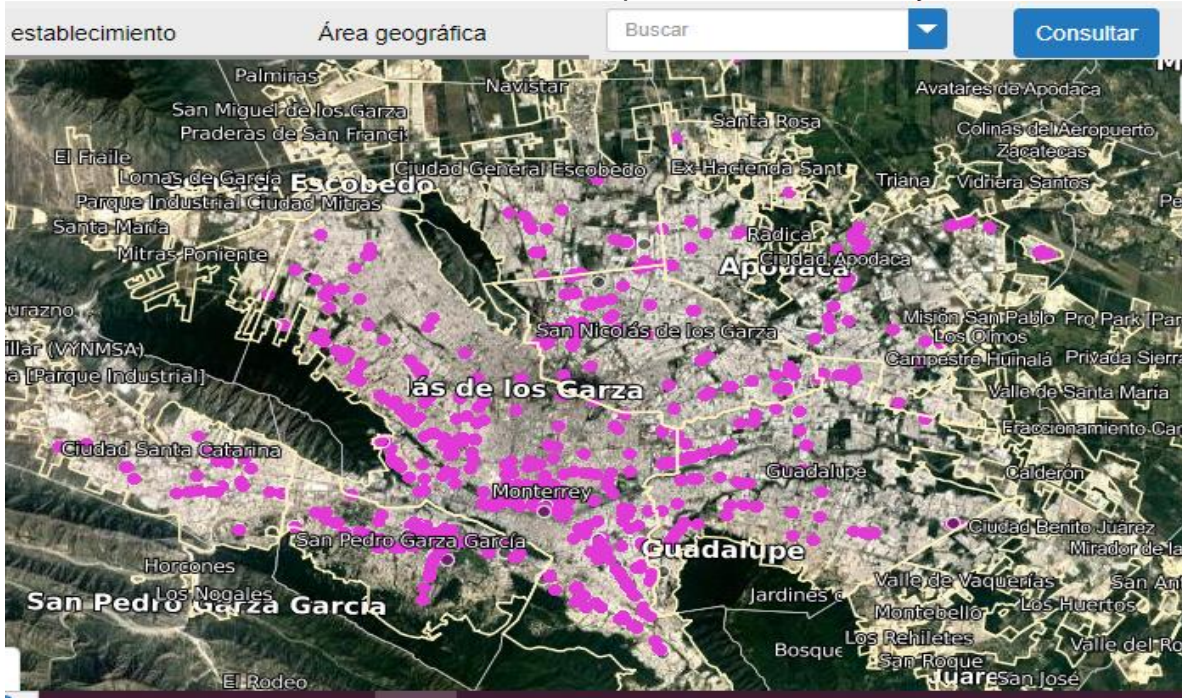 establecimiento
Área geográfica
Buscar
Consultar
Palmiras
Navistar
Avatares de Apodaca
San Miguel de los Garza
Santa Rosa
Praderas de San Franci
Colinas del Aeropuerto
Zacatecas
El Fraile
Ciudad General Escobedo
Ex-Hacienda Sant
Lomas de García
Escobedo
Triana
Vidriera Santos
Parque Industrial Ciudad Mitras
Pe
Santa María
Radica
Mitras Poniente
Apodaca
Ciudad Apodaca
urazno
Misión San Pablo
Pro Park [Par
San Nicolás de los Garza
Los Olmos
illar (VYNMSA)
Campestre Huinalá
Privada Sierra
a [Parque Industrial]
lás de los Garza
Valle de Santa María
Fraccionamiento Car
Ciudad Santa Catarina
Guadalupe
Calderón
Monterrey
Ciudad Benito Juárez
San Pedro Garza García
Guadalupe
Mirador de la
Horcones
Valle de Vaquerías
San An
Los Nogales
San Pedro Garza García
Jardines c
Montebello
Los Huertos
Los Rehiletes
Bosque
Valle del Ro
San Roque
El Rodeo
Juáre
San José